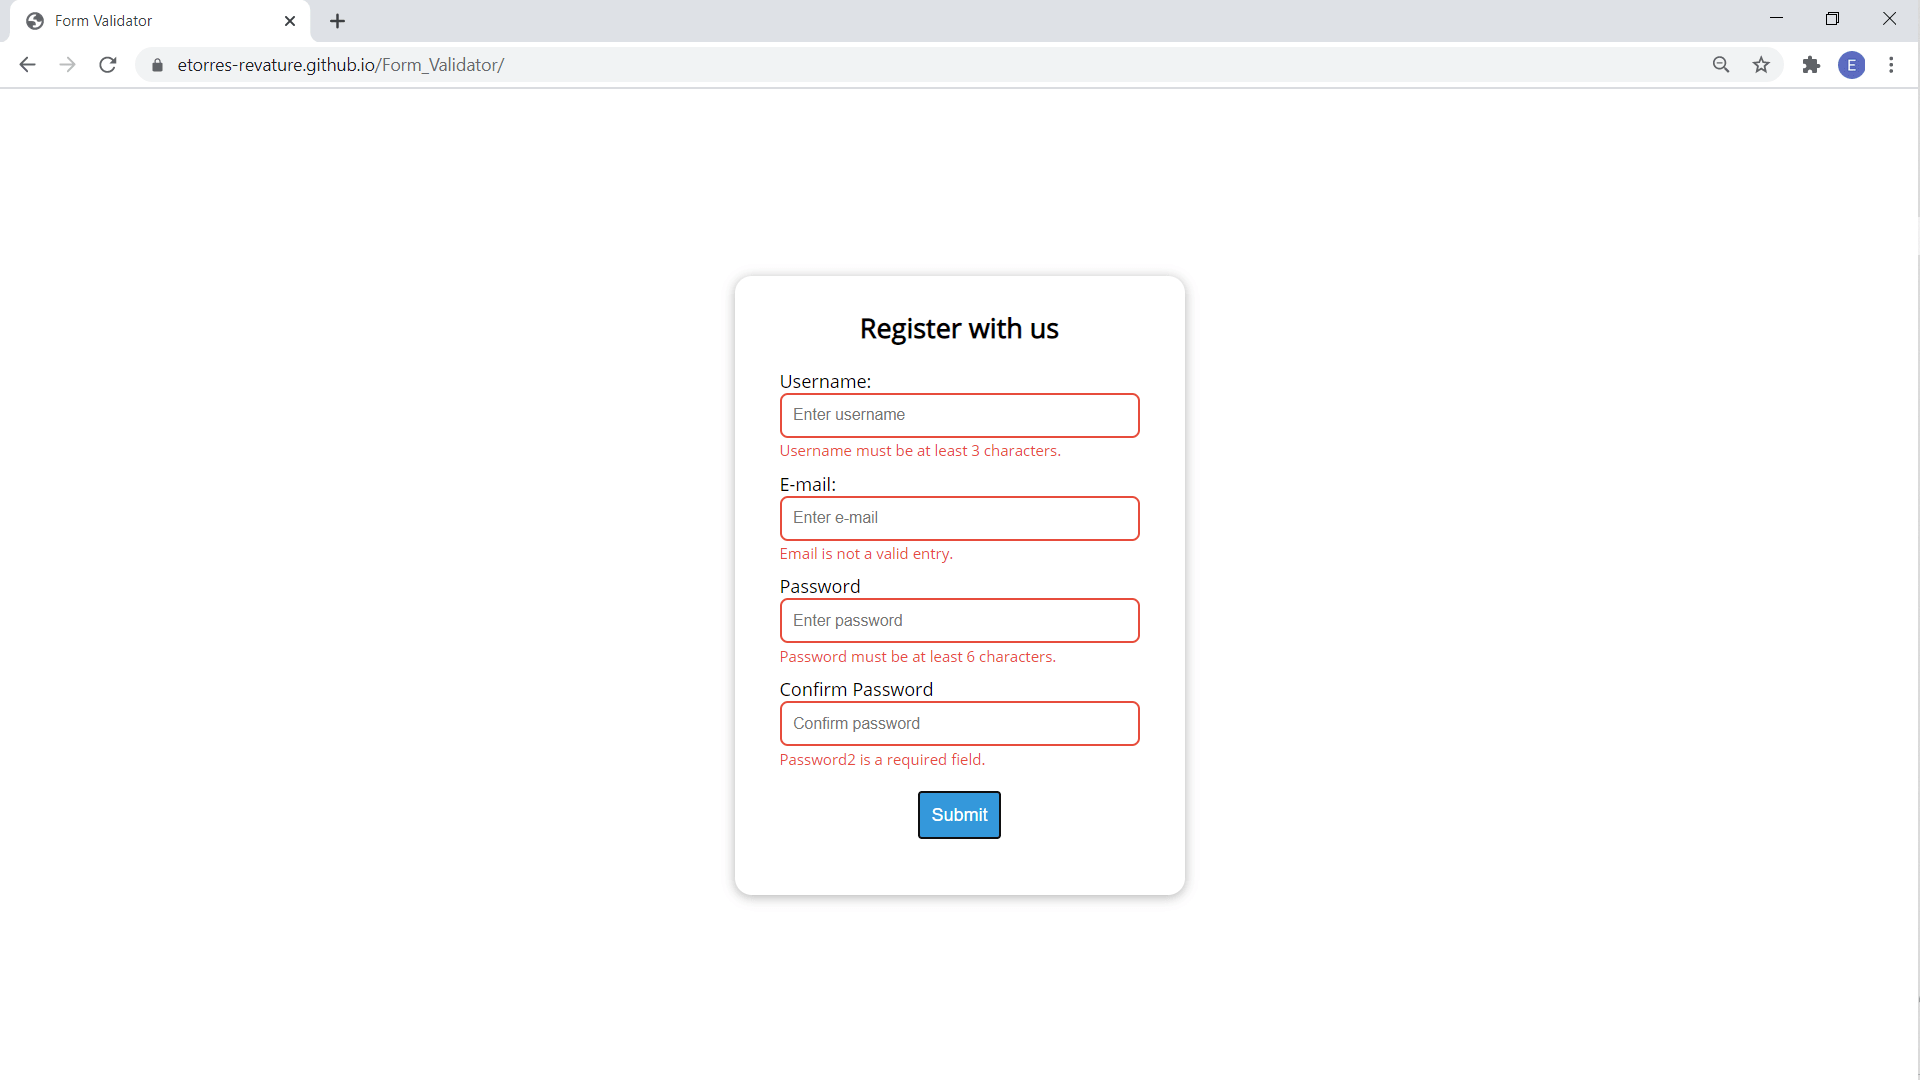 Form Validator
etorres-revature.github.io/Form_Validator/
E
Register with us
Username:
Enter username
Username must be at least 3 characters.
E-mail:
Enter e-mail
Email is not a valid entry.
Password
Enter password
Password must be at least 6 characters.
Confirm Password
Confirm password
Password2 is a required field.
Submit